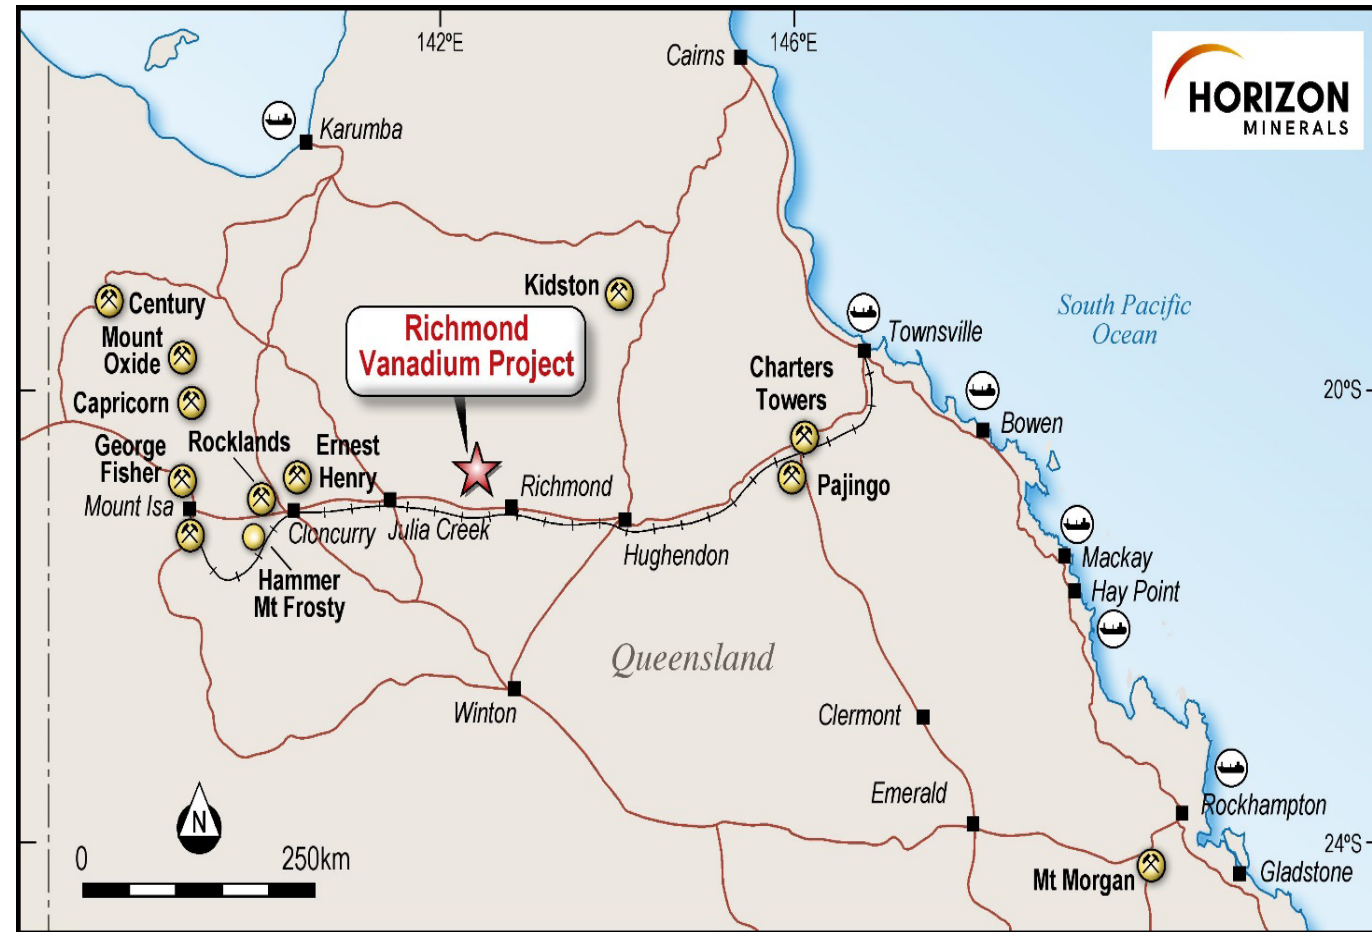 142ºE
146ºE
Cairns
HORIZON
MINERALS
Karumba
Kidston
Century
Richmond
Vanadium Project
South Pacific
Ocean
Mount
Oxide
Townsville
Charters
Towers
20ºS
Capricorn
Bowen
George
Fisher
Rocklands
Ernest
Henry
Richmond
Pajingo
Mount Isa
Cloncurry
Julia Creek
Hughendon
Mackay
Hammer
Mt Frosty
Hay Point
Queensland
Winton
Clermont
Emerald
Rockhampton
N
0
250km
24ºS
Mt Morgan
Gladstone